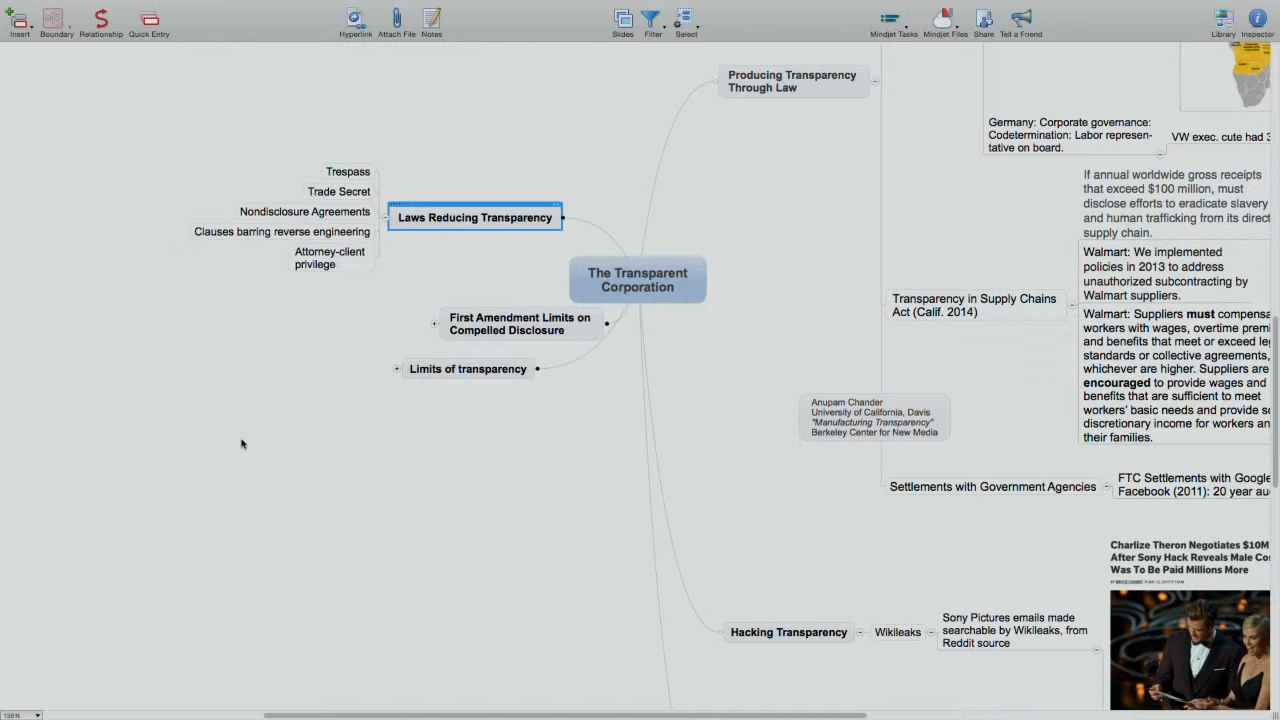 Insert
Boundary
Relationship
Quick Entry
Hyperlink
Attach File
Notes
Slides
Filter
Select
Mindjet Tasks
Mindjet Files
Share
Tell a Friend
Library
Inspector
Producing Transparency
Through Law
Germany: Corporate governance:
Codetermination: Labor represen-
tative on board.
VW exec. cute had 3
If annual worldwide gross receipts
that exceed $100 million, must
disclose efforts to eradicate slavery
and human trafficking from its direct
supply chain.
Trespass
Trade Secret
Nondisclosure Agreements
Clauses barring reverse engineering
Attorney-client
privilege
Laws Reducing Transparency
The Transparent
Corporation
First Amendment Limits on
Compelled Disclosure
Limits of transparency
Transparency in Supply Chains
Act (Calif. 2014)
Walmart: We implemented
policies in 2013 to address
unauthorized subcontracting by
Walmart suppliers.
Walmart: Suppliers must compensa
workers with wages, overtime premi
and benefits that meet or exceed leg
standards or collective agreements,
whichever are higher. Suppliers are
encouraged to provide wages and
benefits that are sufficient to meet
workers' basic needs and provide so
discretionary income for workers an
their families.
Anupam Chander
University of California, Davis
"Manufacturing Transparency"
Berkeley Center for New Media
Settlements with Government Agencies
FTC Settlements with Google
Facebook (2011): 20 year au
Charlize Theron Negotiates $10M
After Sony Hack Reveals Male Co
Was To Be Paid Millions More
Hacking Transparency
Wikileaks
Sony Pictures emails made
searchable by Wikileaks, from
Reddit source
136%